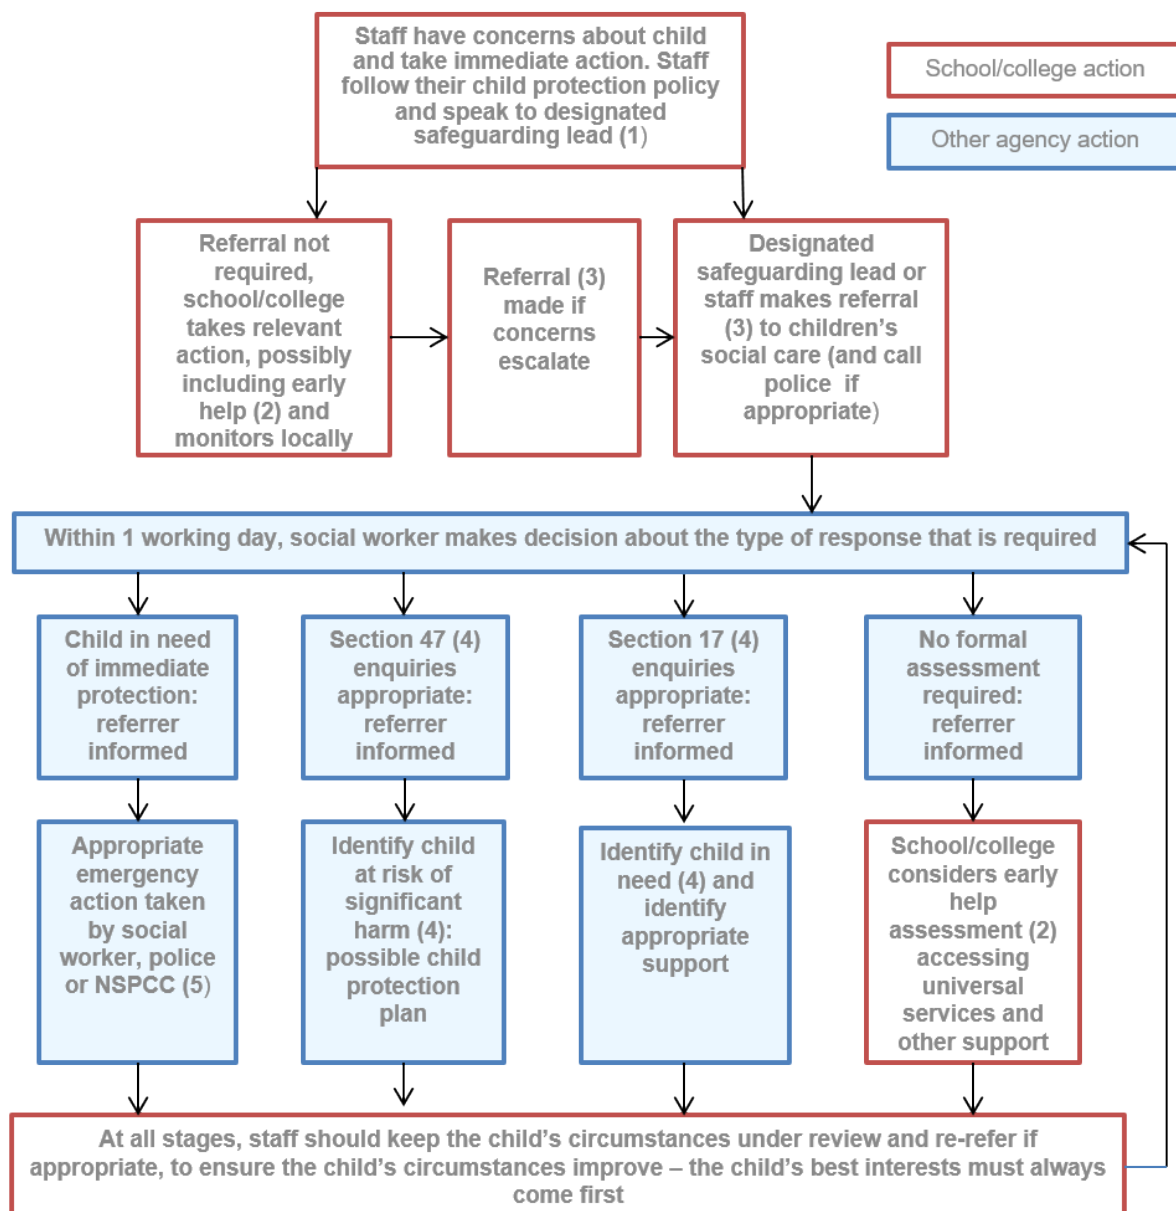 Staff have concerns about child
and take immediate action. Staff
follow their child protection policy
and speak to designated
safeguarding lead (1)
School/college action
Other agency action
Referral not
required,
school/college
takes relevant
action, possibly
including early
help (2) and
monitors locally
Referral (3)
made if
concerns
escalate
Designated
safeguarding lead or
staff makes referral
(3) to children’s
social care (and call
police if
appropriate)
Within 1 working day, social worker makes decision about the type of response that is required
Child in need
of immediate
protection:
referrer
informed
Section 47 (4)
enquiries
appropriate:
referrer
informed
Section 17 (4)
enquiries
appropriate:
referrer
informed
No formal
assessment
required:
referrer
informed
Appropriate
emergency
action taken
by social
worker, police
or NSPCC (5)
Identify child
at risk of
significant
harm (4):
possible child
protection
plan
Identify child in
need (4) and
identify
appropriate
support
School/college
considers early
help
assessment (2)
accessing
universal
services and
other support
At all stages, staff should keep the child’s circumstances under review and re-refer if
appropriate, to ensure the child’s circumstances improve – the child’s best interests must always
come first